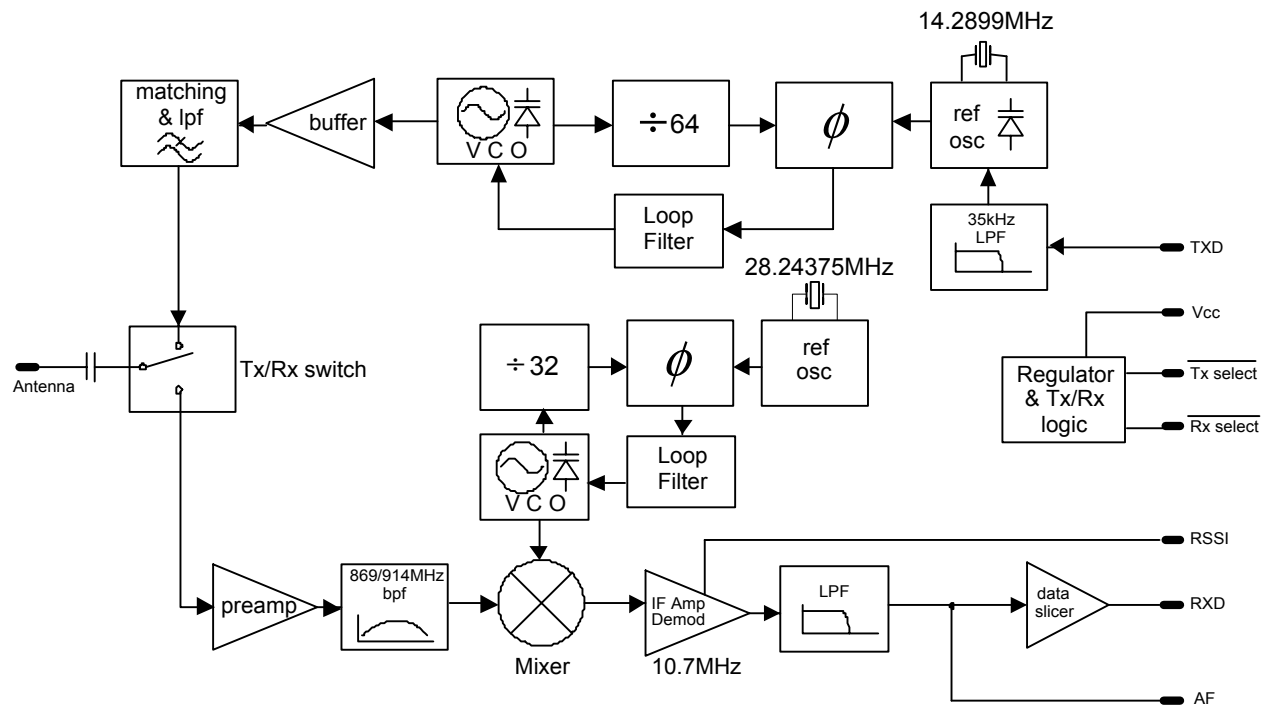 14.2899MHz
matching
& lpf
buffer
V C O
÷64
ϕ
ref
osc
Loop
Filter
35kHz
LPF
TXD
28.24375MHz
Vcc
÷32
ϕ
ref
osc
Tx/Rx switch
Antenna
Regulator
& Tx/Rx
logic
Tx select
Rx select
Loop
Filter
V C O
RSSI
869/914MHz
bpf
preamp
IF Amp
Demod
LPF
data
slicer
RXD
Mixer
10.7MHz
AF